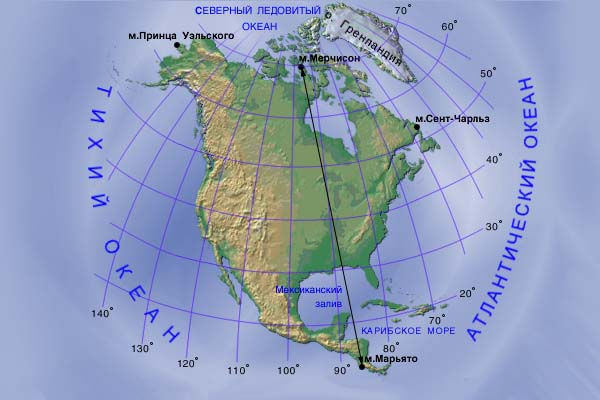 СЕВЕРНЫЙ ЛЕДОВИТЫЙ
ОКЕАН
70°
60°
50°
40°
30°
20°
м.Принца Уэльского
Гренландия
м.Мерчисон
м.Сент-Чарльз
ТИХИЙ ОКЕАН
АТЛАНТИЧЕСКИЙ ОКЕАН
Мексиканский
залив
КАРИБСКОЕ МОРЕ
м.Марьято
140°
130°
120°
110°
100°
90°
80°
70°